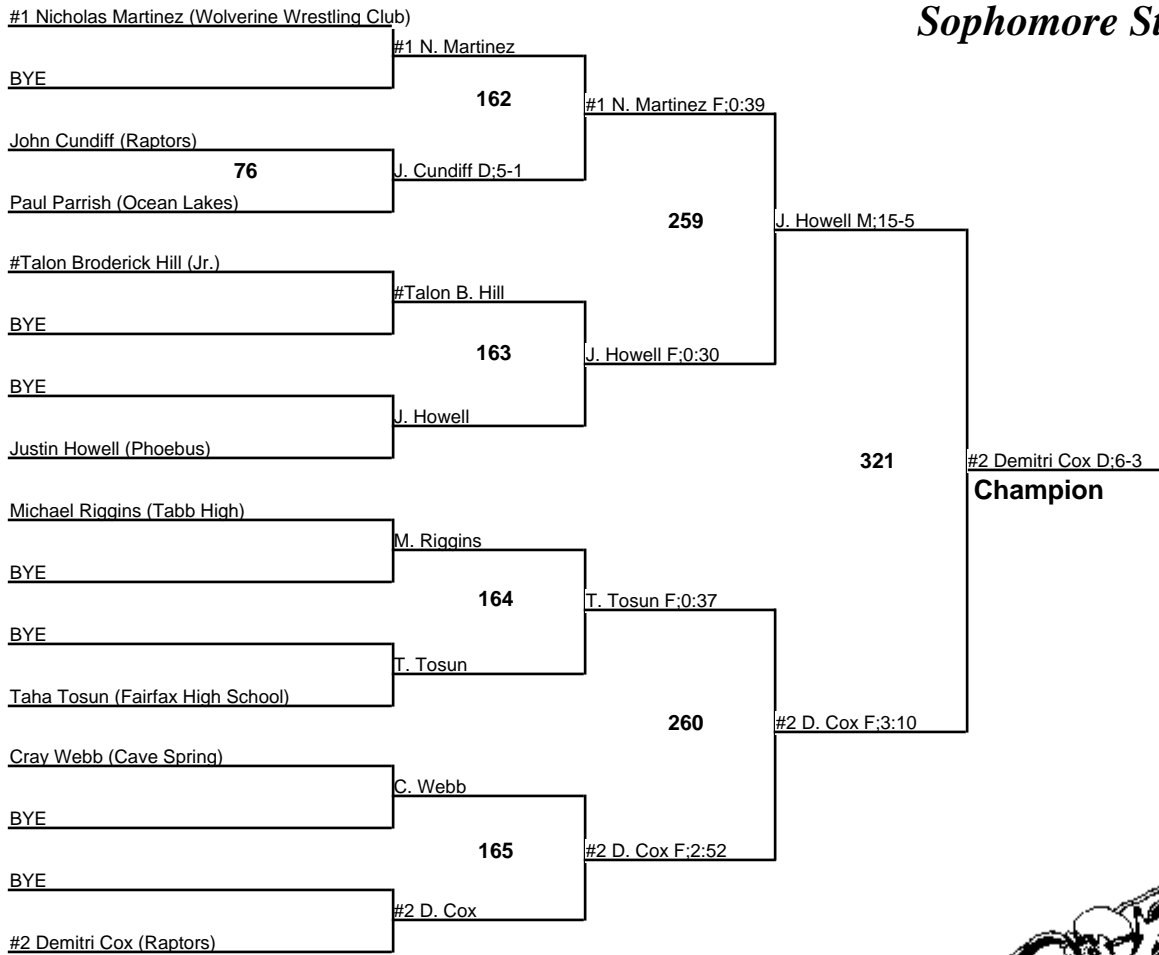 #1 Nicholas Martinez (Wolverine Wrestling Club)
Sophomore St
#1 N. Martinez
BYE
162
#1 N. Martinez F;0:39
John Cundiff (Raptors)
76
J. Cundiff D;5-1
Paul Parrish (Ocean Lakes)
259
J. Howell M;15-5
#Talon Broderick Hill (Jr.)
#Talon B. Hill
BYE
163
J. Howell F;0:30
BYE
J. Howell
Justin Howell (Phoebus)
321
#2 Demitri Cox D;6-3
Champion
Michael Riggins (Tabb High)
M. Riggins
BYE
164
T. Tosun F;0:37
BYE
T. Tosun
Taha Tosun (Fairfax High School)
260
#2 D. Cox F;3:10
Cray Webb (Cave Spring)
C. Webb
BYE
165
#2 D. Cox F;2:52
BYE
#2 D. Cox
#2 Demitri Cox (Raptors)